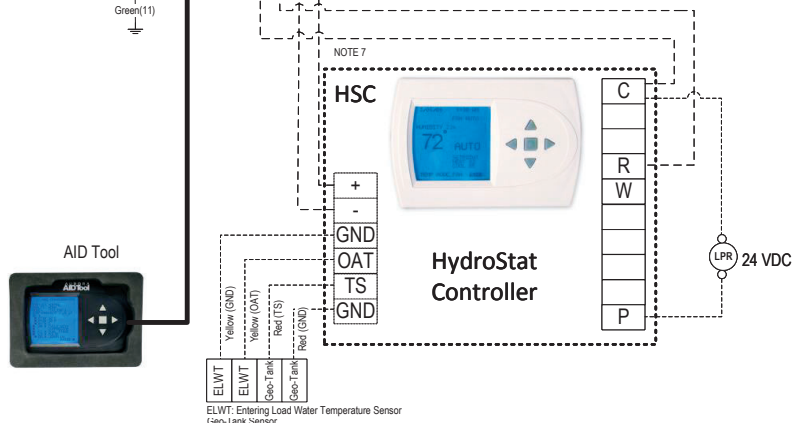 Green(11)
NOTE 7
HSC
72° AUTO
C
R
W
P
+
-
GND
OAT
TS
GND
HydroStat
Controller
LPR
24 VDC
AID Tool
AID Tool
Yellow (GND)
Yellow (OAT)
Red (TS)
Red (GND)
ELWT
ELWT
Geo-Tank
Geo-Tank
ELWT: Entering Load Water Temperature Sensor
Geo-Tank Sensor